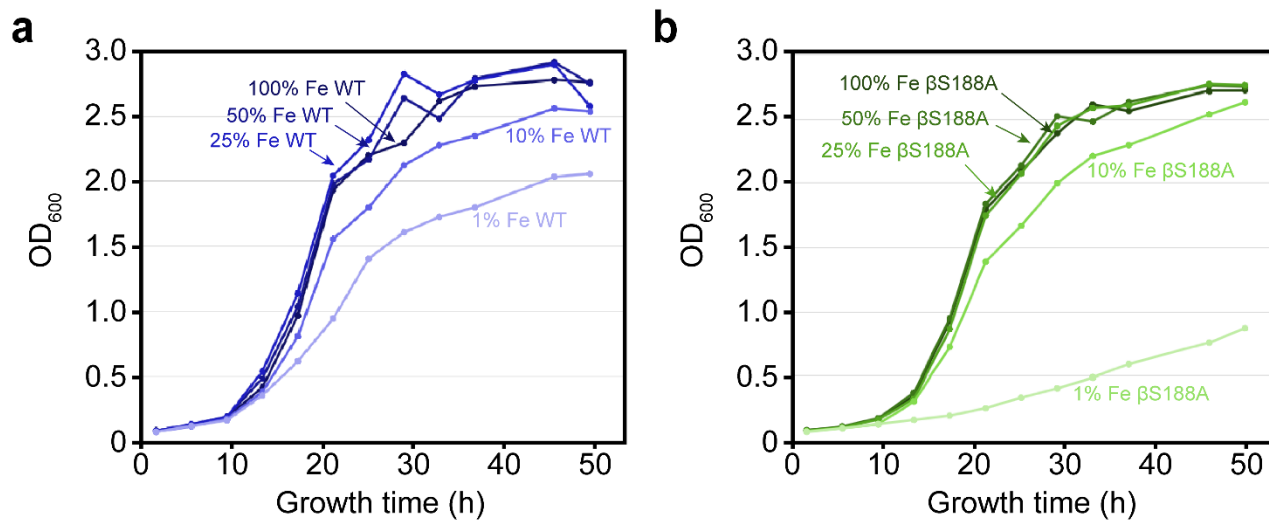 a
3.0
2.5
2.0
1.5
1.0
0.5
0
OD600
0
10
20
30
40
50
Growth time (h)
100% Fe WT
50% Fe WT
25% Fe WT
10% Fe WT
1% Fe WT
b
3.0
2.5
2.0
1.5
1.0
0.5
0
OD600
0
10
20
30
40
50
Growth time (h)
100% Fe βS188A
50% Fe βS188A
25% Fe βS188A
10% Fe βS188A
1% Fe βS188A